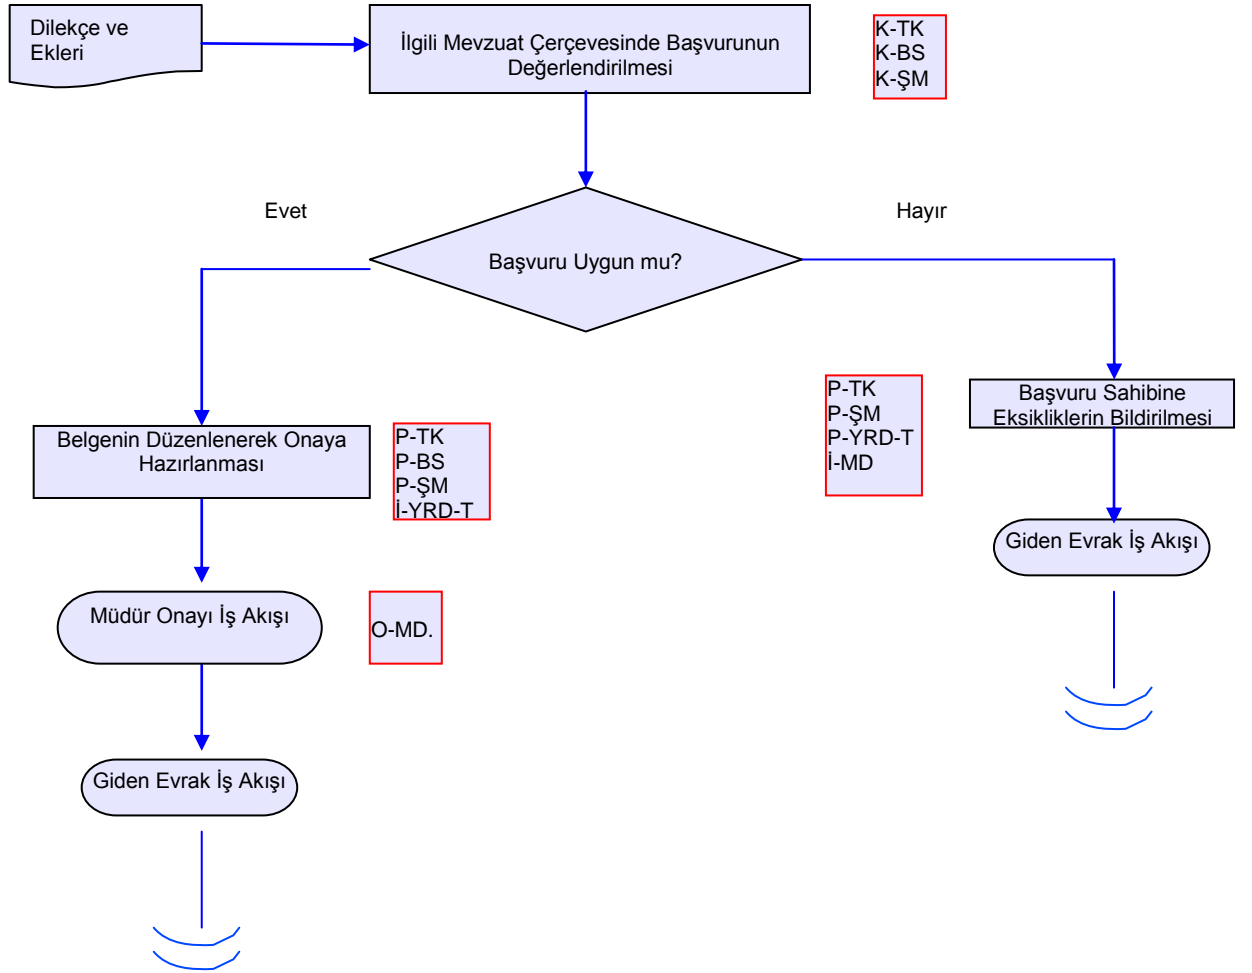 Dilekçe ve
Ekleri
İlgili Mevzuat Çerçevesinde Başvurunun
Değerlendirilmesi
K-TK
K-BS
K-ŞM
Evet
Hayır
Başvuru Uygun mu?
P-TK
P-ŞM
P-YRD-T
İ-MD
Başvuru Sahibine
Eksikliklerin Bildirilmesi
Belgenin Düzenlenerek Onaya
Hazırlanması
P-TK
P-BS
P-ŞM
İ-YRD-T
Giden Evrak İş Akışı
Müdür Onayı İş Akışı
O-MD.
Giden Evrak İş Akışı